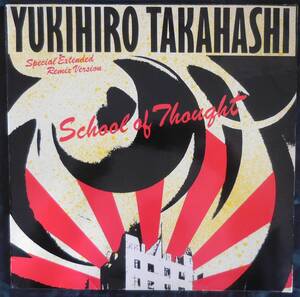 YUKIHIRO TAKAHASHI
Special Extended
Remix Version
School of Thought